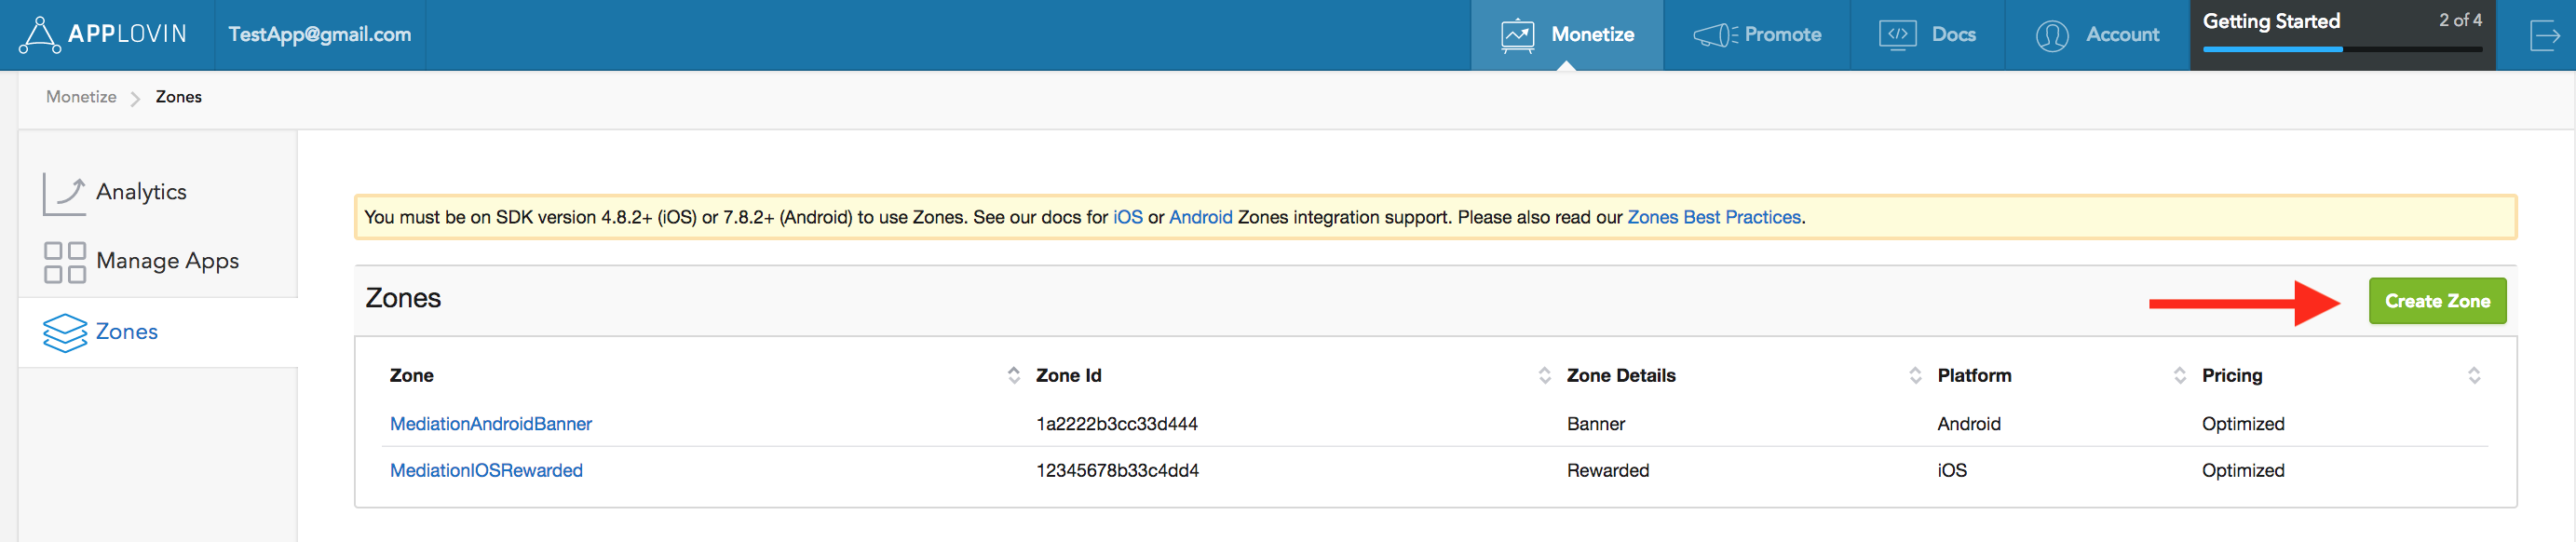 APPLOVIN
TestApp@gmail.com
Monetize
Promote
</>
Docs
Account
Getting Started
2 of 4
Monetize
Zones
Analytics
Manage Apps
Zones
You must be on SDK version 4.8.2+ (iOS) or 7.8.2+ (Android) to use Zones. See our docs for iOS or Android Zones integration support. Please also read our Zones Best Practices.
Zones
Create Zone
Zone Zone Id Zone Details Platform Pricing
MediationAndroidBanner 1a2222b3cc33d444 Banner Android Optimized
MediationIOSRewarded 12345678b33c4dd4 Rewarded iOS Optimized